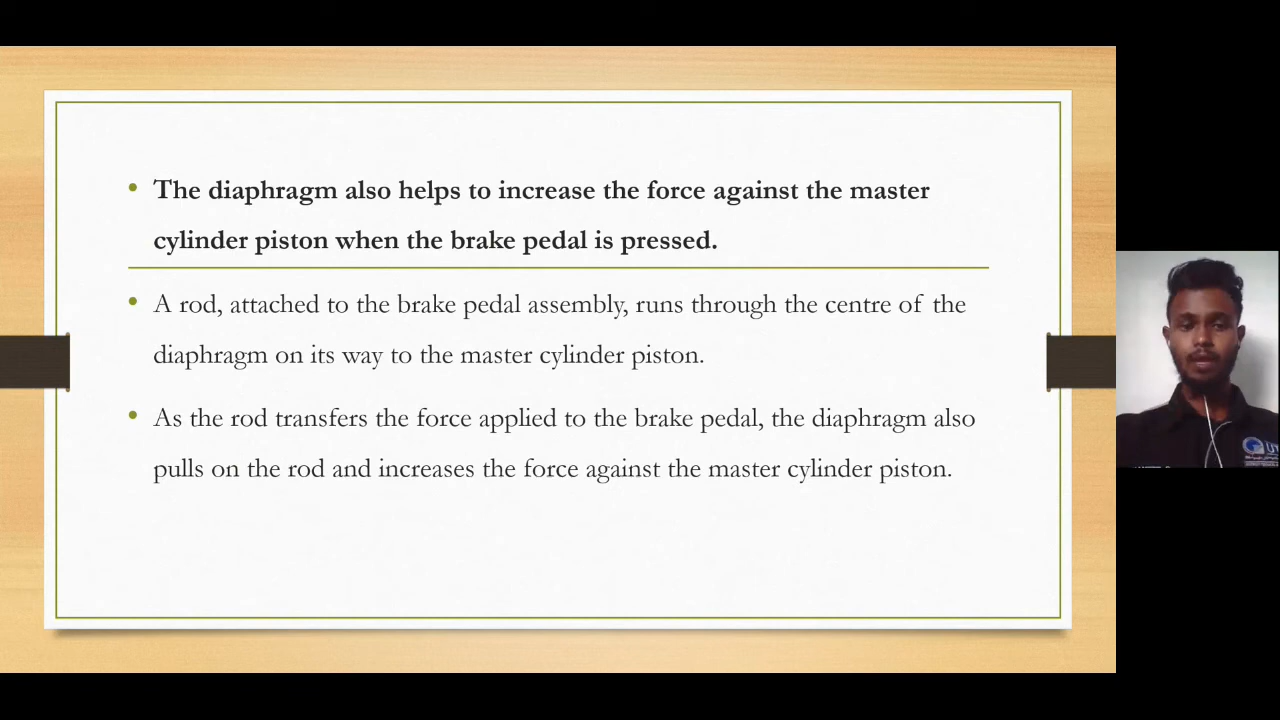 • The diaphragm also helps to increase the force against the master
cylinder piston when the brake pedal is pressed.
• A rod, attached to the brake pedal assembly, runs through the centre of the
diaphragm on its way to the master cylinder piston.
• As the rod transfers the force applied to the brake pedal, the diaphragm also
pulls on the rod and increases the force against the master cylinder piston.